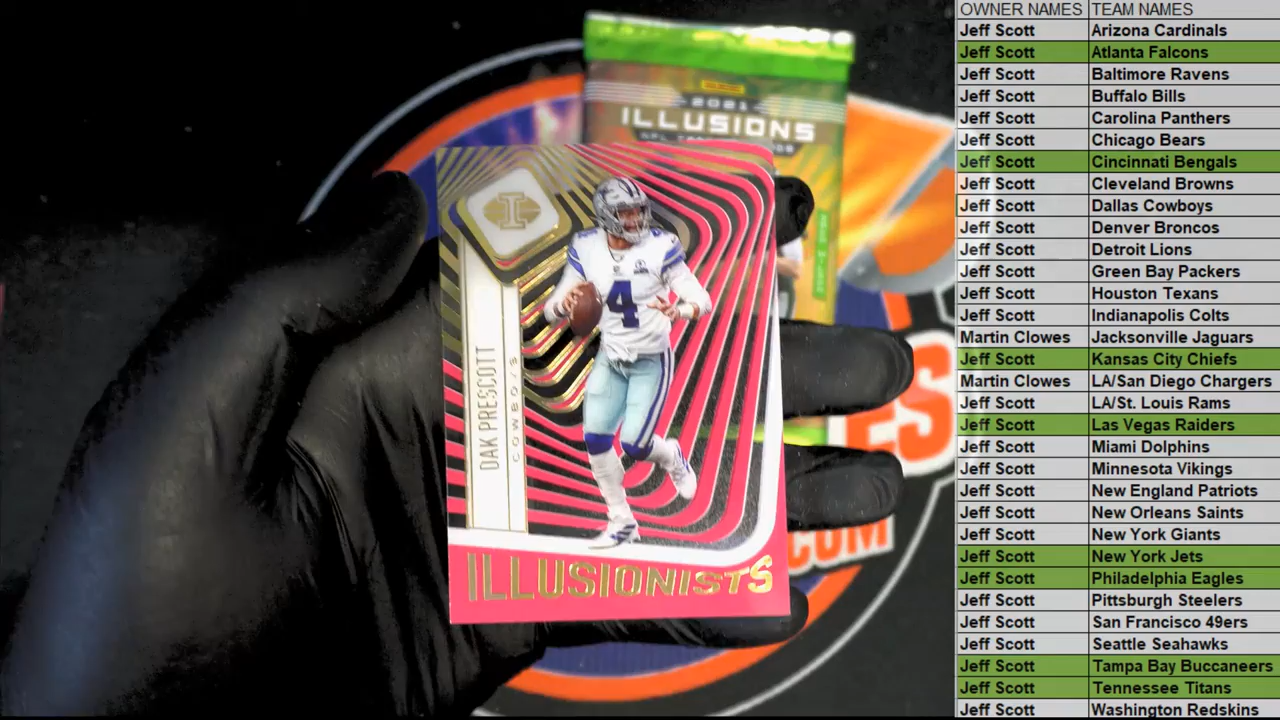 2021
ILLUSIONS
I
4
DAK PRESCOTT
COWBOYS
ILLUSIONISTS
ES
.COM
OWNER NAMES TEAM NAMES
Jeff Scott Arizona Cardinals
Jeff Scott Atlanta Falcons
Jeff Scott Baltimore Ravens
Jeff Scott Buffalo Bills
Jeff Scott Carolina Panthers
Jeff Scott Chicago Bears
Jeff Scott Cincinnati Bengals
Jeff Scott Cleveland Browns
Jeff Scott Dallas Cowboys
Jeff Scott Denver Broncos
Jeff Scott Detroit Lions
Jeff Scott Green Bay Packers
Jeff Scott Houston Texans
Jeff Scott Indianapolis Colts
Martin Clowes Jacksonville Jaguars
Jeff Scott Kansas City Chiefs
Martin Clowes LA/San Diego Chargers
Jeff Scott LA/St. Louis Rams
Jeff Scott Las Vegas Raiders
Jeff Scott Miami Dolphins
Jeff Scott Minnesota Vikings
Jeff Scott New England Patriots
Jeff Scott New Orleans Saints
Jeff Scott New York Giants
Jeff Scott New York Jets
Jeff Scott Philadelphia Eagles
Jeff Scott Pittsburgh Steelers
Jeff Scott San Francisco 49ers
Jeff Scott Seattle Seahawks
Jeff Scott Tampa Bay Buccaneers
Jeff Scott Tennessee Titans
Jeff Scott Washington Redskins